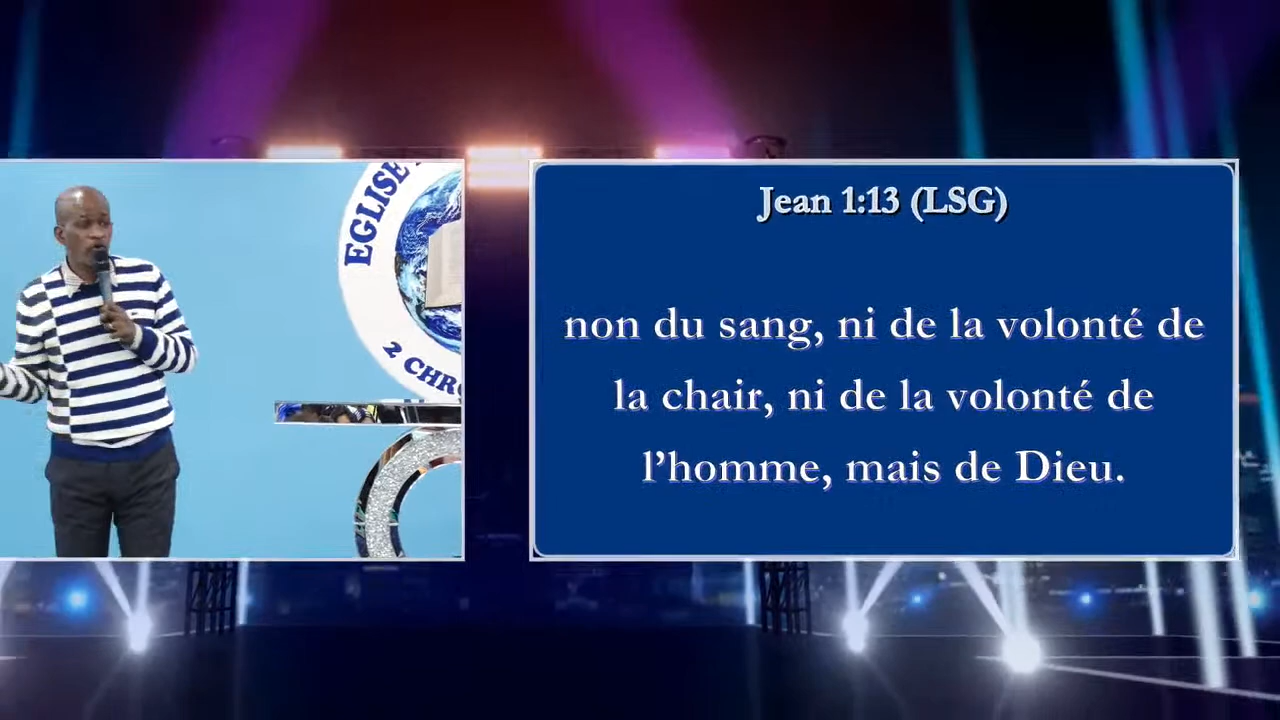 EGLISE
2 CHRO
Jean 1:13 (LSG)
non du sang, ni de la volonté de
la chair, ni de la volonté de
l’homme, mais de Dieu.